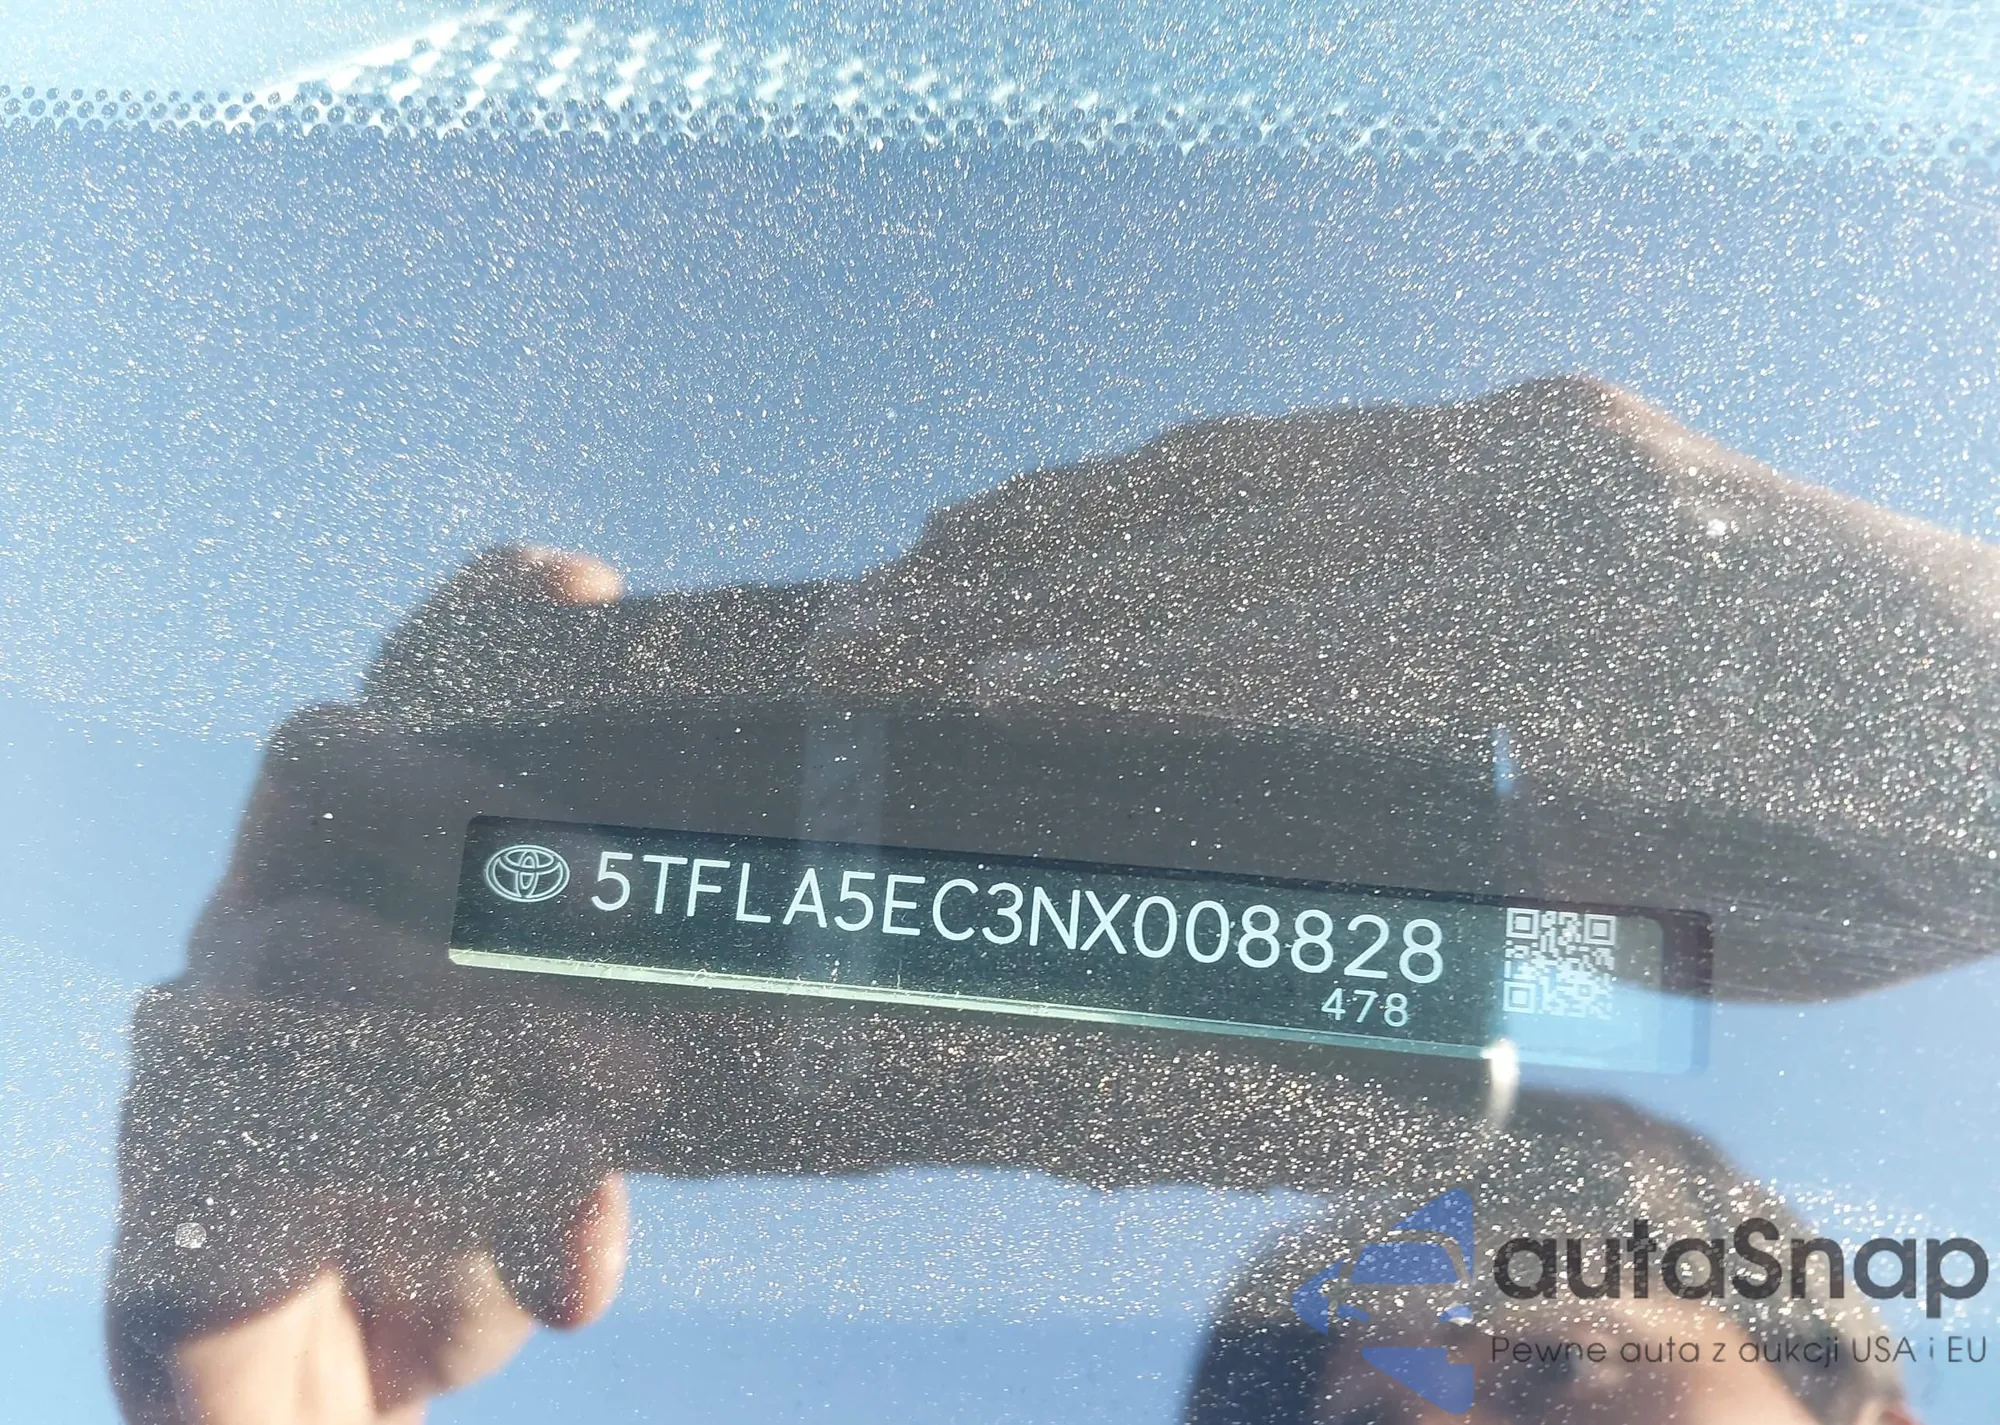 5TFLA5EC3NX008828
478
autaSnap
Pewne auta z aukcji USA i EU